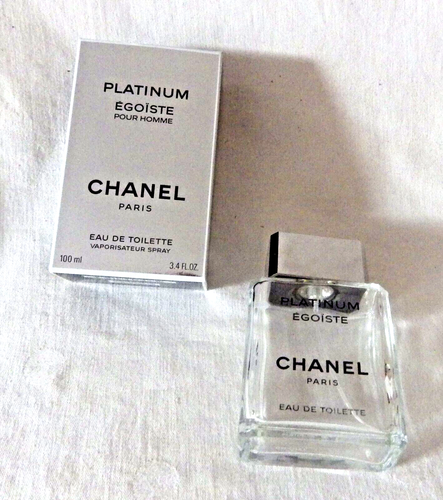 PLATINUM
ÉGOÏSTE
POUR HOMME
CHANEL
PARIS
EAU DE TOILETTE
VAPORISATEUR SPRAY
100 ml 3.4 FL.OZ.
PLATINUM
ÉGOÏSTE
CHANEL
PARIS
EAU DE TOILETTE